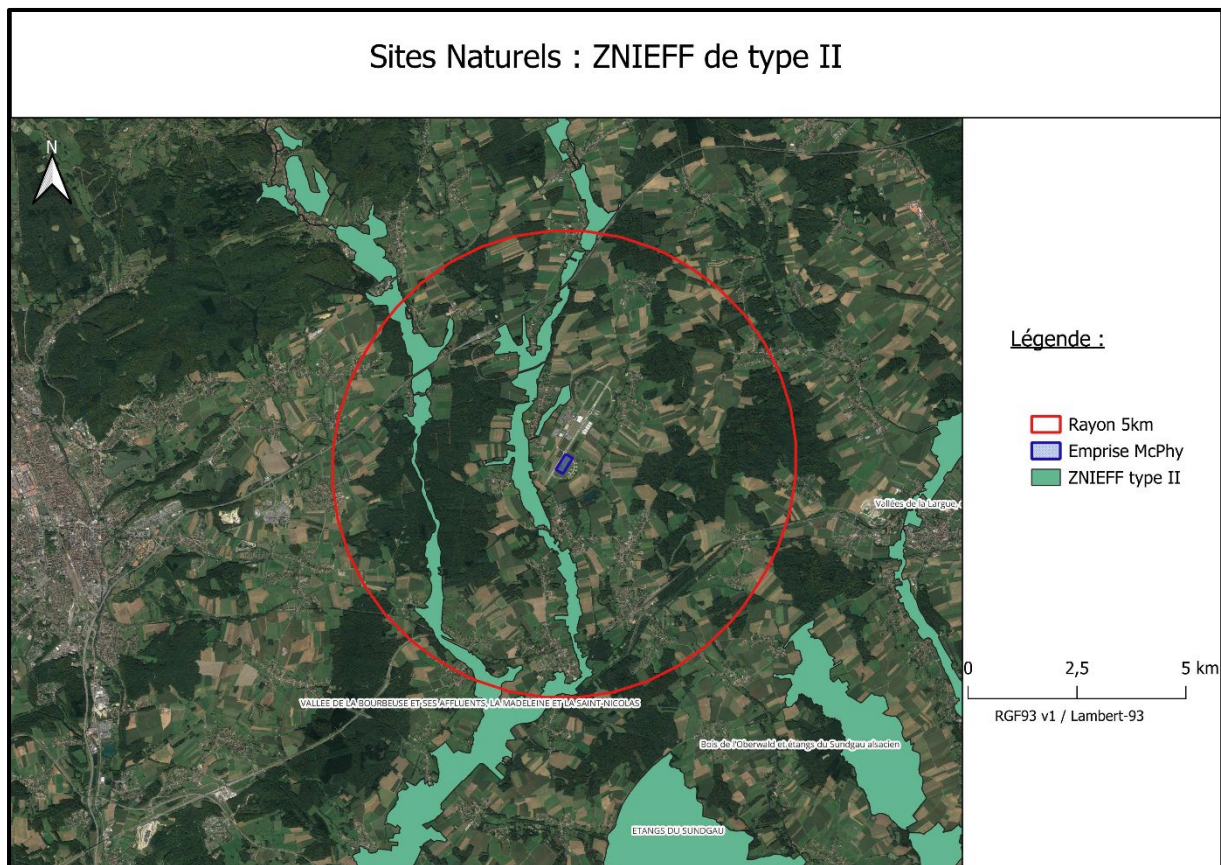 Sites Naturels : ZNIEFF de type II
N
Légende :
Rayon 5km
Emprise McPhy
ZNIEFF type II
Vallées de la Largue,
0 2,5 5 km
RGF93 v1 / Lambert-93
VALLEE DE LA BOURBEUSE ET SES AFFLUENTS, LA MADELEINE ET LA SAINT-NICOLAS
Bois de l'Oberwald et étangs du Sundgau alsacien
ETANGS DU SUNDGAU